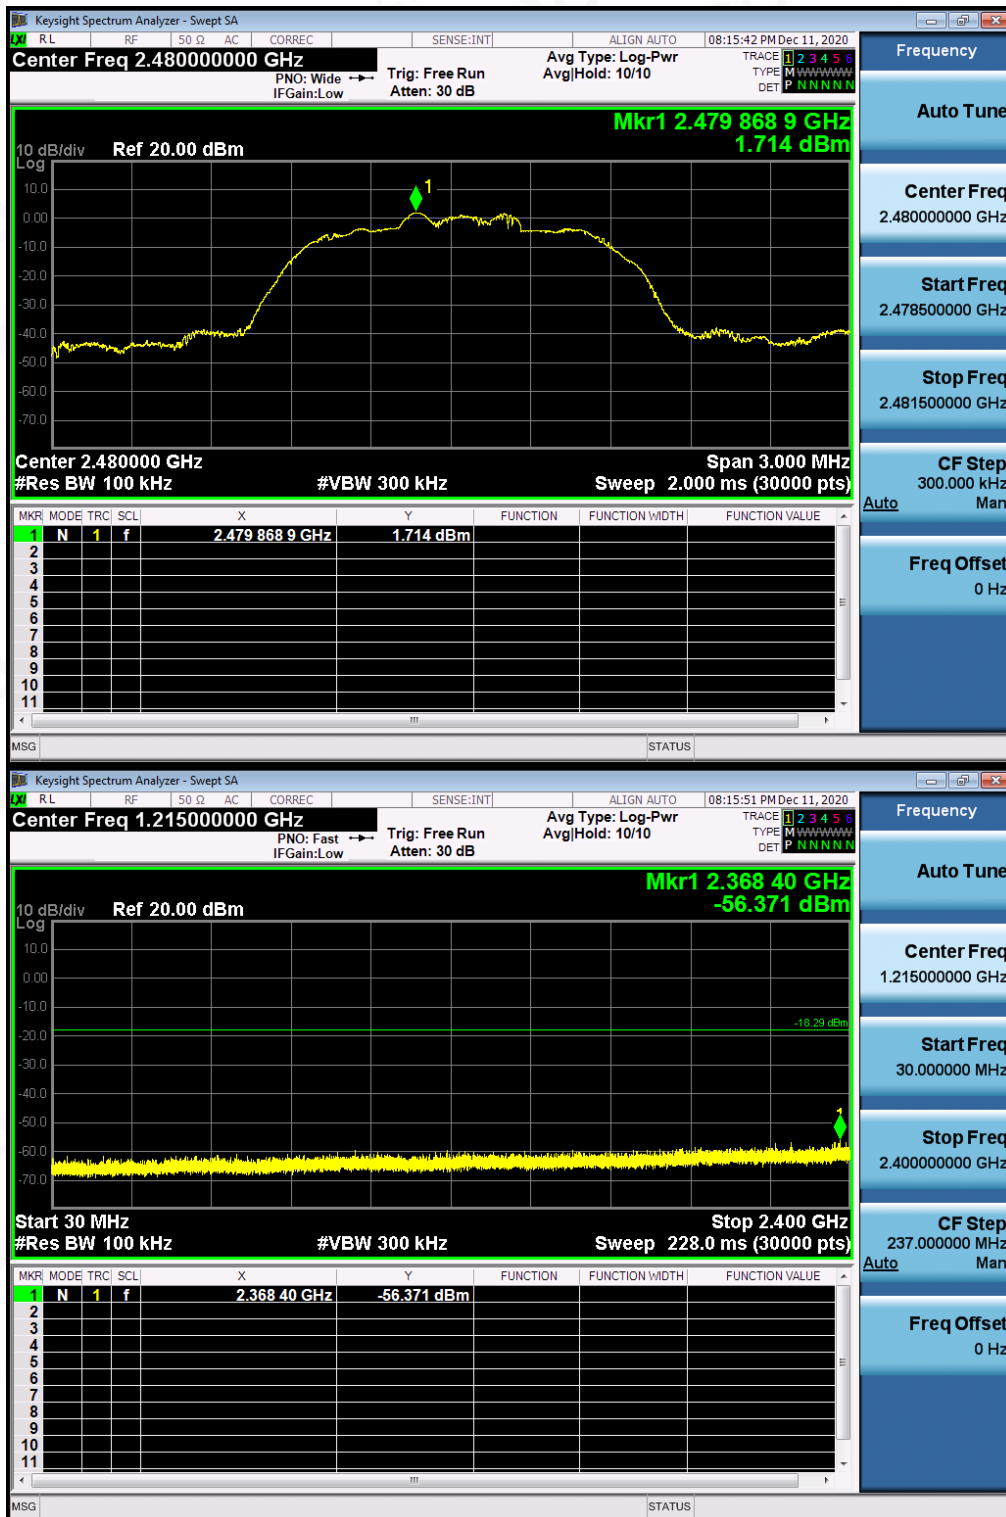 Keysight Spectrum Analyzer - Swept SA
LXI RL RF 50 Ω AC CORREC SENSE:INT ALIGN AUTO 08:15:42 PM Dec 11, 2020
Center Freq 2.480000000 GHz
PNO: Wide
IFGain:Low
Trig: Free Run
Atten: 30 dB
Avg Type: Log-Pwr
Avg|Hold: 10/10
TRACE 1 2 3 4 5 6
TYPE M WWWWW
DET P N N N N N
Mkr1 2.479 868 9 GHz
1.714 dBm
10 dB/div Ref 20.00 dBm
Log
1
10.0
0.00
-10.0
-20.0
-30.0
-40.0
-50.0
-60.0
-70.0
Center 2.480000 GHz Span 3.000 MHz
#Res BW 100 kHz #VBW 300 kHz Sweep 2.000 ms (30000 pts)
MKR MODE TRC SCL X Y FUNCTION FUNCTION WIDTH FUNCTION VALUE
1 N 1 f 2.479 868 9 GHz 1.714 dBm
2
3
4
5
6
7
8
9
10
11
MSG STATUS
Frequency
Auto Tune
Center Freq
2.480000000 GHz
Start Freq
2.478500000 GHz
Stop Freq
2.481500000 GHz
CF Step
300.000 kHz
Auto Man
Freq Offset
0 Hz
Keysight Spectrum Analyzer - Swept SA
LXI RL RF 50 Ω AC CORREC SENSE:INT ALIGN AUTO 08:15:51 PM Dec 11, 2020
Center Freq 1.215000000 GHz
PNO: Fast
IFGain:Low
Trig: Free Run
Atten: 30 dB
Avg Type: Log-Pwr
Avg|Hold: 10/10
TRACE 1 2 3 4 5 6
TYPE M WWWWW
DET P N N N N N
Mkr1 2.368 40 GHz
-56.371 dBm
10 dB/div Ref 20.00 dBm
Log
10.0
0.00
-10.0
-18.29 dBm
-20.0
-30.0
-40.0
1
-50.0
-60.0
-70.0
Start 30 MHz Stop 2.400 GHz
#Res BW 100 kHz #VBW 300 kHz Sweep 228.0 ms (30000 pts)
MKR MODE TRC SCL X Y FUNCTION FUNCTION WIDTH FUNCTION VALUE
1 N 1 f 2.368 40 GHz -56.371 dBm
2
3
4
5
6
7
8
9
10
11
MSG STATUS
Frequency
Auto Tune
Center Freq
1.215000000 GHz
Start Freq
30.000000 MHz
Stop Freq
2.400000000 GHz
CF Step
237.000000 MHz
Auto Man
Freq Offset
0 Hz